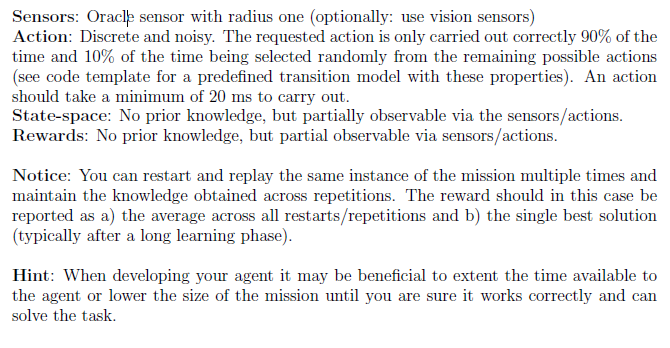 Sensors: Oracle sensor with radius one (optionally: use vision sensors)
Action: Discrete and noisy. The requested action is only carried out correctly 90% of the
time and 10% of the time being selected randomly from the remaining possible actions
(see code template for a predefined transition model with these properties). An action
should take a minimum of 20 ms to carry out.
State-space: No prior knowledge, but partially observable via the sensors/actions.
Rewards: No prior knowledge, but partial observable via sensors/actions.
Notice: You can restart and replay the same instance of the mission multiple times and
maintain the knowledge obtained across repetitions. The reward should in this case be
reported as a) the average across all restarts/repetitions and b) the single best solution
(typically after a long learning phase).
Hint: When developing your agent it may be beneficial to extent the time available to
the agent or lower the size of the mission until you are sure it works correctly and can
solve the task.